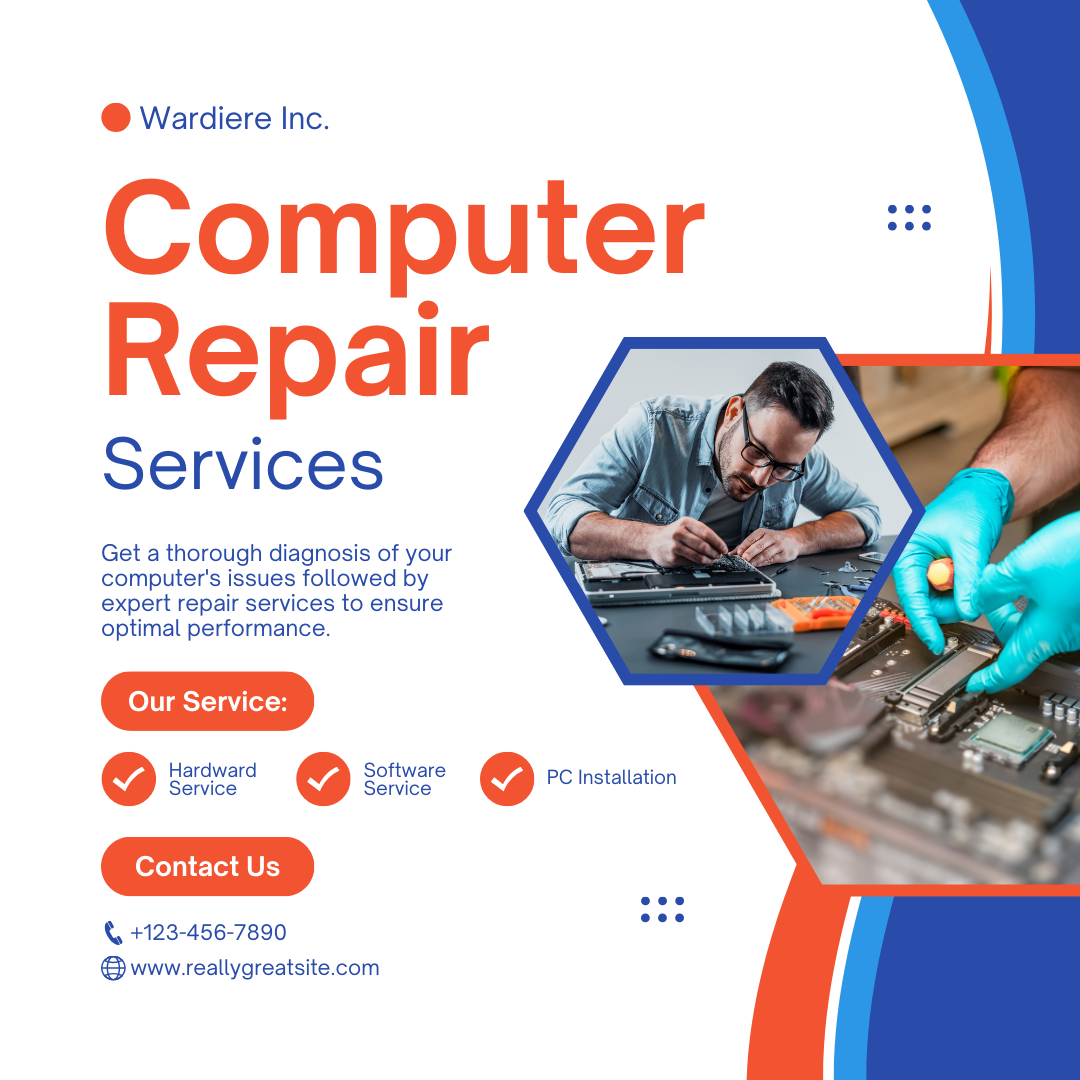 Wardiere Inc.
Computer
Repair
Services
Get a thorough diagnosis of your
computer's issues followed by
expert repair services to ensure
optimal performance.
Our Service:
Hardward
Service
Software
Service
PC Installation
Contact Us
+123-456-7890
www.reallygreatsite.com